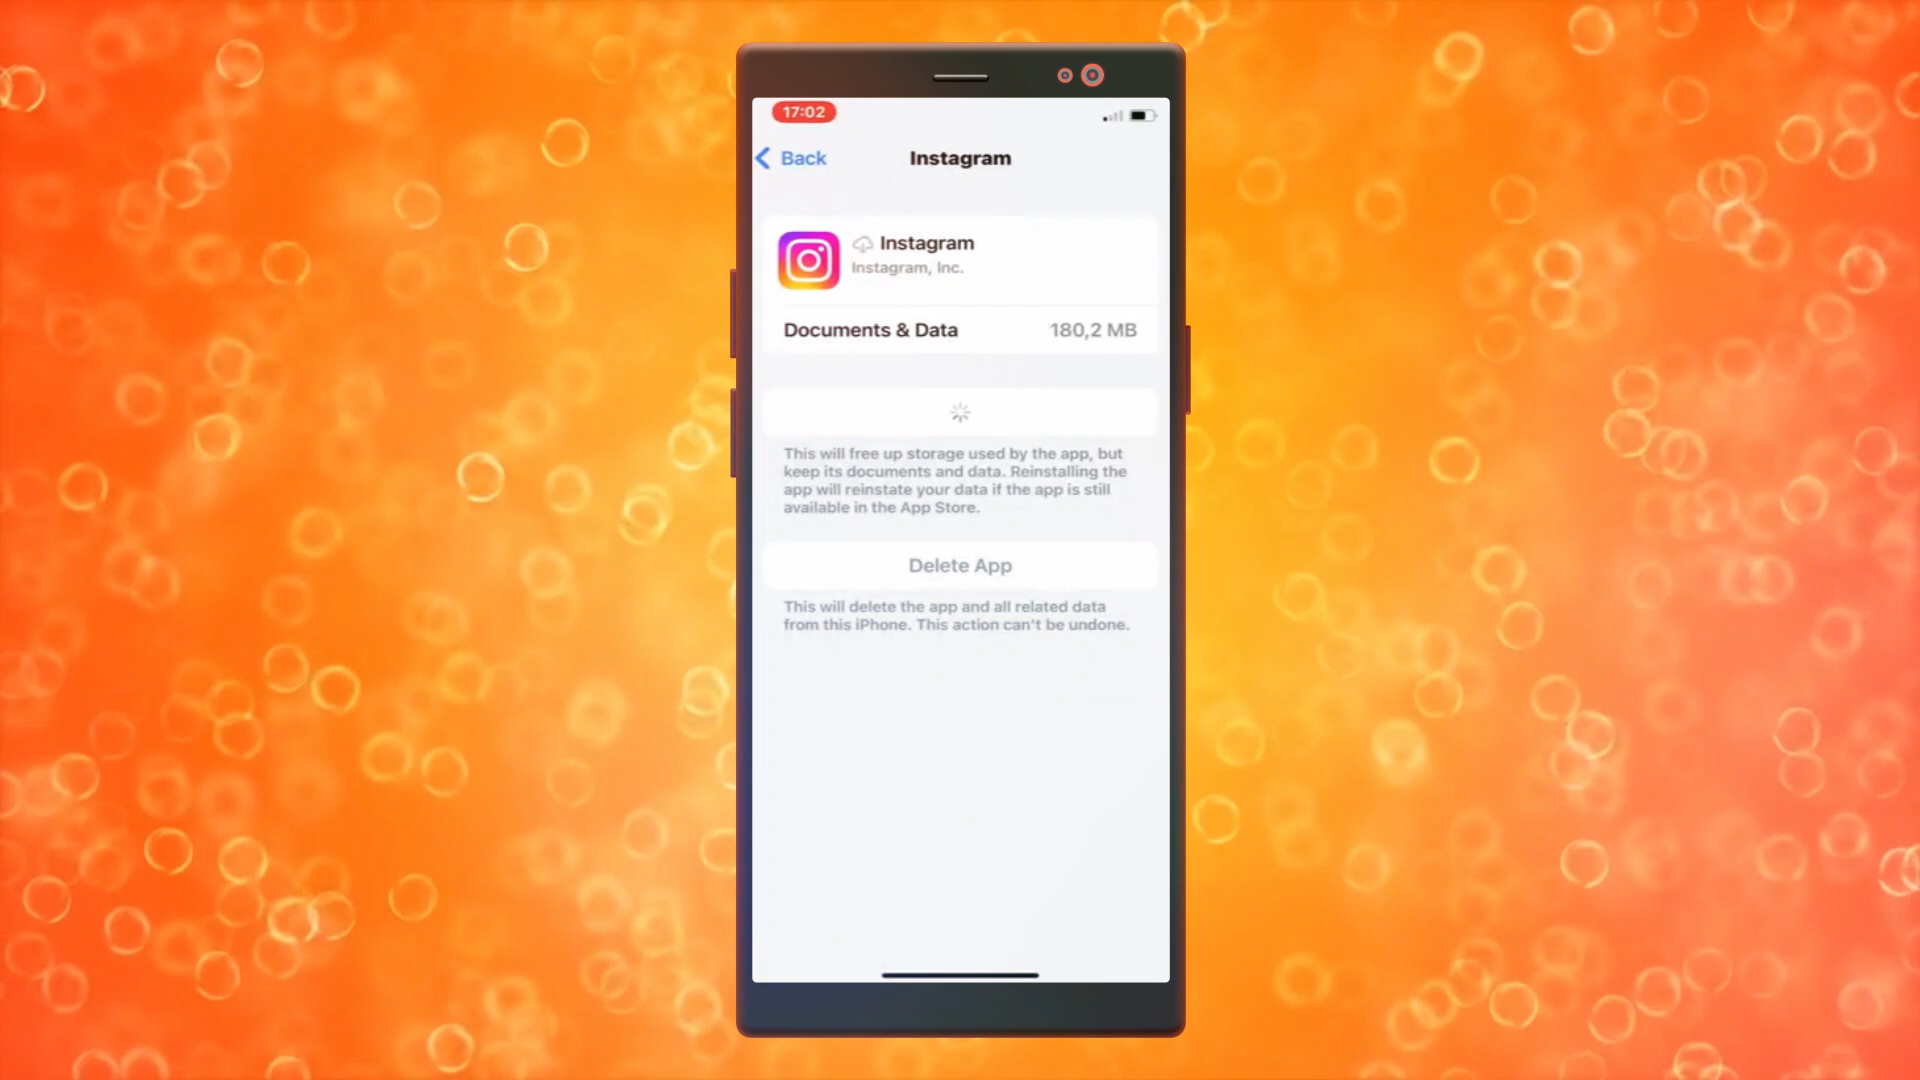 17:02
Back
Instagram
Instagram
Instagram, Inc.
Documents & Data 180,2 MB
This will free up storage used by the app, but
keep its documents and data. Reinstalling the
app will reinstate your data if the app is still
available in the App Store.
Delete App
This will delete the app and all related data
from this iPhone. This action can't be undone.